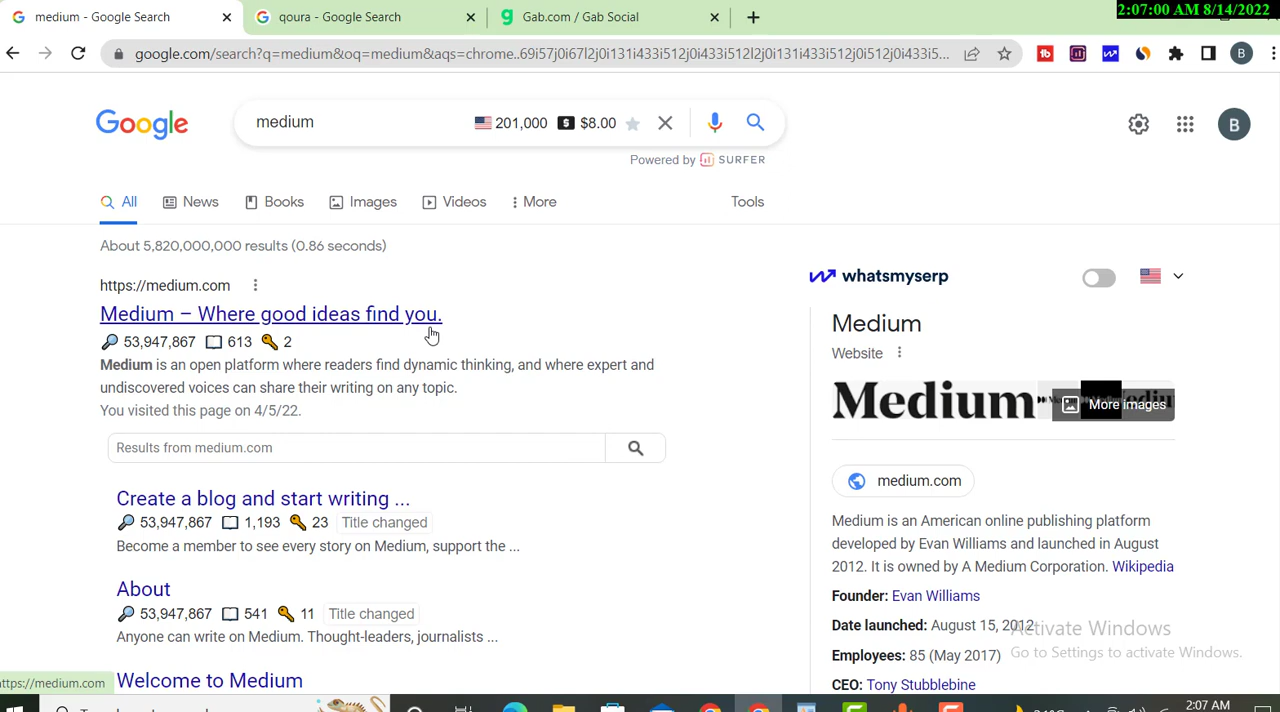 2:07:00 AM 8/14/2022
medium - Google Search
qoura - Google Search
Gab.com / Gab Social
google.com/search?q=medium&oq=medium&aqs=chrome..69i57j0i67l2j0i131i433i512j0i433i512l2j0i131i433i512j0i512j0i433i5...
B
Google
medium
201,000 $8.00
Powered by SURFER
B
All
News
Books
Images
Videos
More
Tools
About 5,820,000,000 results (0.86 seconds)
https://medium.com
Medium – Where good ideas find you.
53,947,867 613 2
Medium is an open platform where readers find dynamic thinking, and where expert and
undiscovered voices can share their writing on any topic.
You visited this page on 4/5/22.
Results from medium.com
Create a blog and start writing ...
53,947,867 1,193 23 Title changed
Become a member to see every story on Medium, support the ...
About
53,947,867 541 11 Title changed
Anyone can write on Medium. Thought-leaders, journalists ...
Welcome to Medium
whatsmyserp
Medium
Website
Medium
More images
medium.com
Medium is an American online publishing platform
developed by Evan Williams and launched in August
2012. It is owned by A Medium Corporation. Wikipedia
Founder: Evan Williams
Date launched: August 15, 2012
Employees: 85 (May 2017)
CEO: Tony Stubblebine
Activate Windows
Go to Settings to activate Windows.
ttps://medium.com
2:07 AM